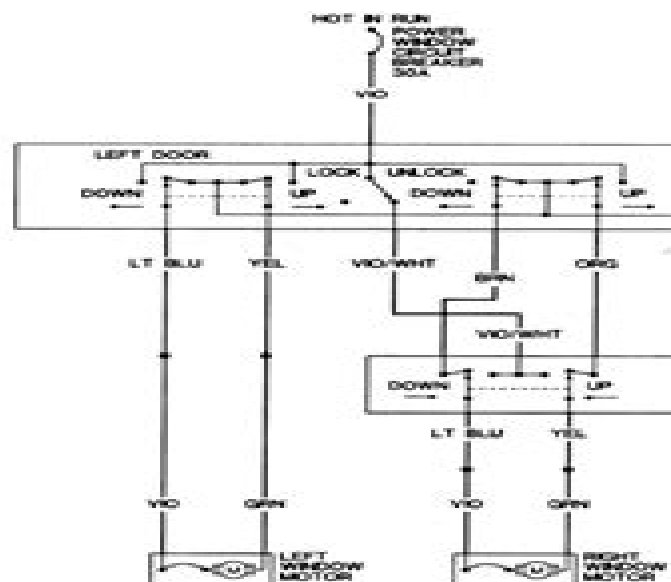 HOT IN RUN
POWER
WINDOW
CIRCUIT
BREAKER
30A
VIO
LEFT DOOR
LOCK UNLOCK
DOWN UP DOWN UP
LT BLU YEL VIO/WHT BRN ORG
VIO/WHT
DOWN UP
LT BLU YEL
VIO GRN VIO GRN
LEFT
WINDOW
MOTOR
M
RIGHT
WINDOW
MOTOR
M